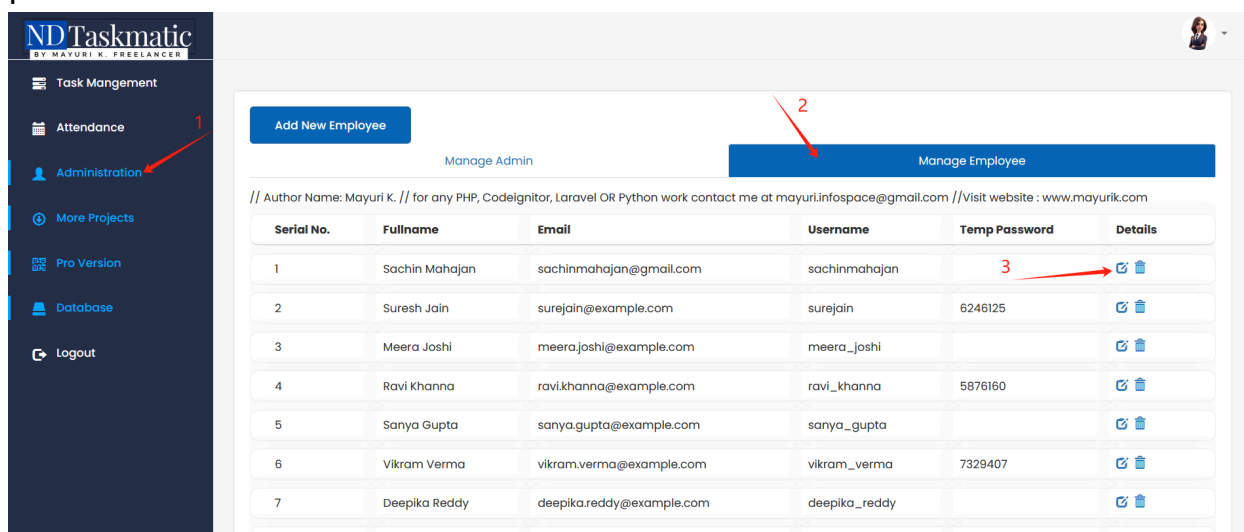 ND Taskmatic
BY MAYURI K. FREELANCER
Task Mangement
Attendance
1
Administration
More Projects
Pro Version
Database
Logout
Add New Employee
2
Manage Admin Manage Employee
// Author Name: Mayuri K. // for any PHP, Codeignitor, Laravel OR Python work contact me at mayuri.infospace@gmail.com //Visit website : www.mayurik.com
Serial No. Fullname Email Username Temp Password Details
1 Sachin Mahajan sachinmahajan@gmail.com sachinmahajan 3
2 Suresh Jain surejain@example.com surejain 6246125
3 Meera Joshi meera.joshi@example.com meera_joshi
4 Ravi Khanna ravi.khanna@example.com ravi_khanna 5876160
5 Sanya Gupta sanya.gupta@example.com sanya_gupta
6 Vikram Verma vikram.verma@example.com vikram_verma 7329407
7 Deepika Reddy deepika.reddy@example.com deepika_reddy